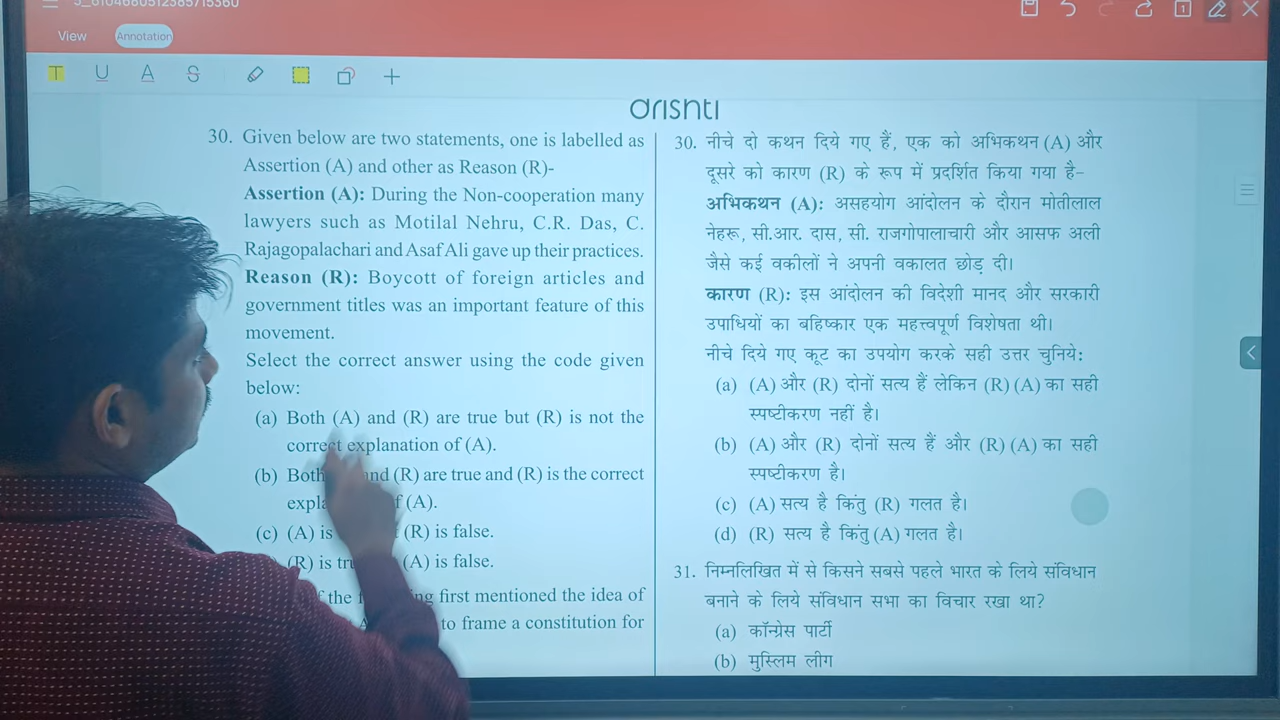 5_6104680512385715360
View
Annotation
T U A S
1
drishti
30. Given below are two statements, one is labelled as
Assertion (A) and other as Reason (R)-
Assertion (A): During the Non-cooperation many
lawyers such as Motilal Nehru, C.R. Das, C.
Rajagopalachari and Asaf Ali gave up their practices.
Reason (R): Boycott of foreign articles and
government titles was an important feature of this
movement.
Select the correct answer using the code given
below:
(a) Both (A) and (R) are true but (R) is not the
correct explanation of (A).
(b) Both and (R) are true and (R) is the correct
(A).
(c) (A) is (R) is false.
(R) is (A) is false.
the first mentioned the idea of
to frame a constitution for
30. नीचे दो कथन दिये गए हैं, एक को अभिकथन (A) और
दूसरे को कारण (R) के रूप में प्रदर्शित किया गया है-
अभिकथन (A): असहयोग आंदोलन के दौरान मोतीलाल
नेहरू, सी.आर. दास, सी. राजगोपालाचारी और आसफ अली
जैसे कई वकीलों ने अपनी वकालत छोड़ दी।
कारण (R): इस आंदोलन की विदेशी मानद और सरकारी
उपाधियों का बहिष्कार एक महत्त्वपूर्ण विशेषता थी।
नीचे दिये गए कूट का उपयोग करके सही उत्तर चुनिये:
(a) (A) और (R) दोनों सत्य हैं लेकिन (R) (A) का सही
स्पष्टीकरण नहीं है।
(b) (A) और (R) दोनों सत्य हैं और (R) (A) का सही
स्पष्टीकरण है।
(c) (A) सत्य है किंतु (R) गलत है।
(d) (R) सत्य है किंतु (A) गलत है।
31. निम्नलिखित में से किसने सबसे पहले भारत के लिये संविधान
बनाने के लिये संविधान सभा का विचार रखा था?
(a) कॉन्ग्रेस पार्टी
(b) मुस्लिम लीग